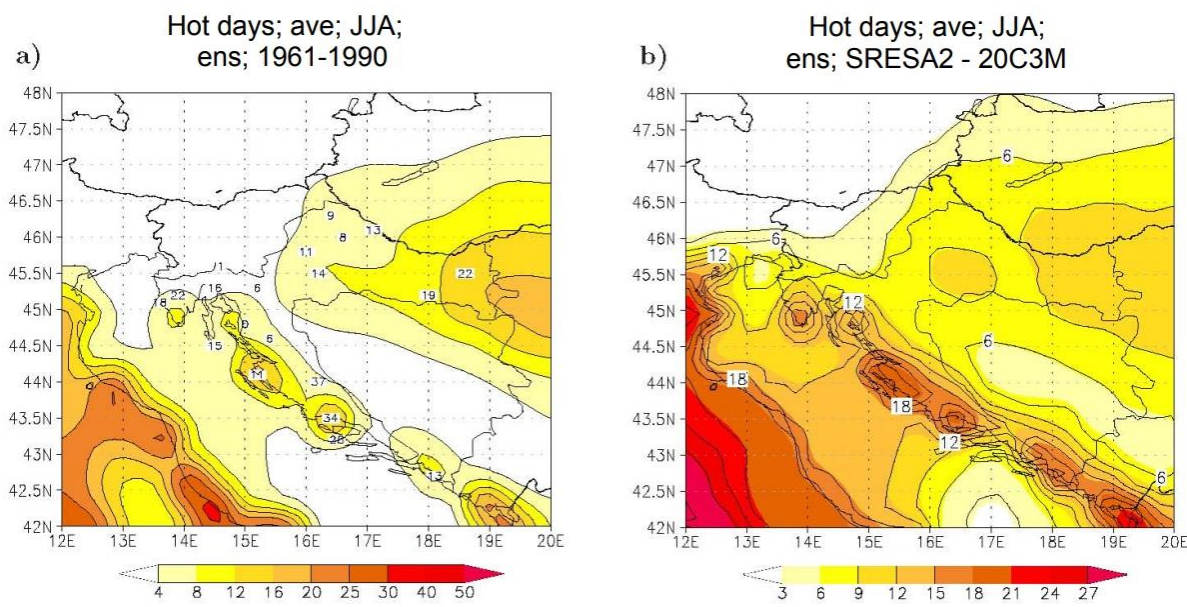 a)
Hot days; ave; JJA;
ens; 1961-1990
48N
47.5N
47N
46.5N
46N
45.5N
45N
44.5N
44N
43.5N
43N
42.5N
42N
12E 13E 14E 15E 16E 17E 18E 19E 20E
9
8
13
11
14
22
19
1
16
6
18
22
6
15
37
34
28
13
4 8 12 16 20 25 30 40 50
b)
Hot days; ave; JJA;
ens; SRESA2 - 20C3M
48N
47.5N
47N
46.5N
46N
45.5N
45N
44.5N
44N
43.5N
43N
42.5N
42N
12E 13E 14E 15E 16E 17E 18E 19E 20E
6
6
12
12
6
18
18
12
6
3 6 9 12 15 18 21 24 27